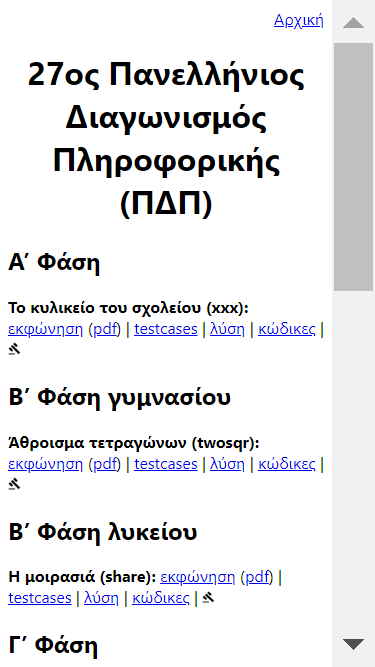 Αρχική
27ος Πανελλήνιος
Διαγωνισμός
Πληροφορικής
(ΠΔΠ)
Α’ Φάση
Το κυλικείο του σχολείου (xxx):
εκφώνηση (pdf) | testcases | λύση | κώδικες |
Β’ Φάση γυμνασίου
Άθροισμα τετραγώνων (twosqr):
εκφώνηση (pdf) | testcases | λύση | κώδικες |
Β’ Φάση λυκείου
Η μοιρασιά (share): εκφώνηση (pdf) |
testcases | λύση | κώδικες |
Γ’ Φάση